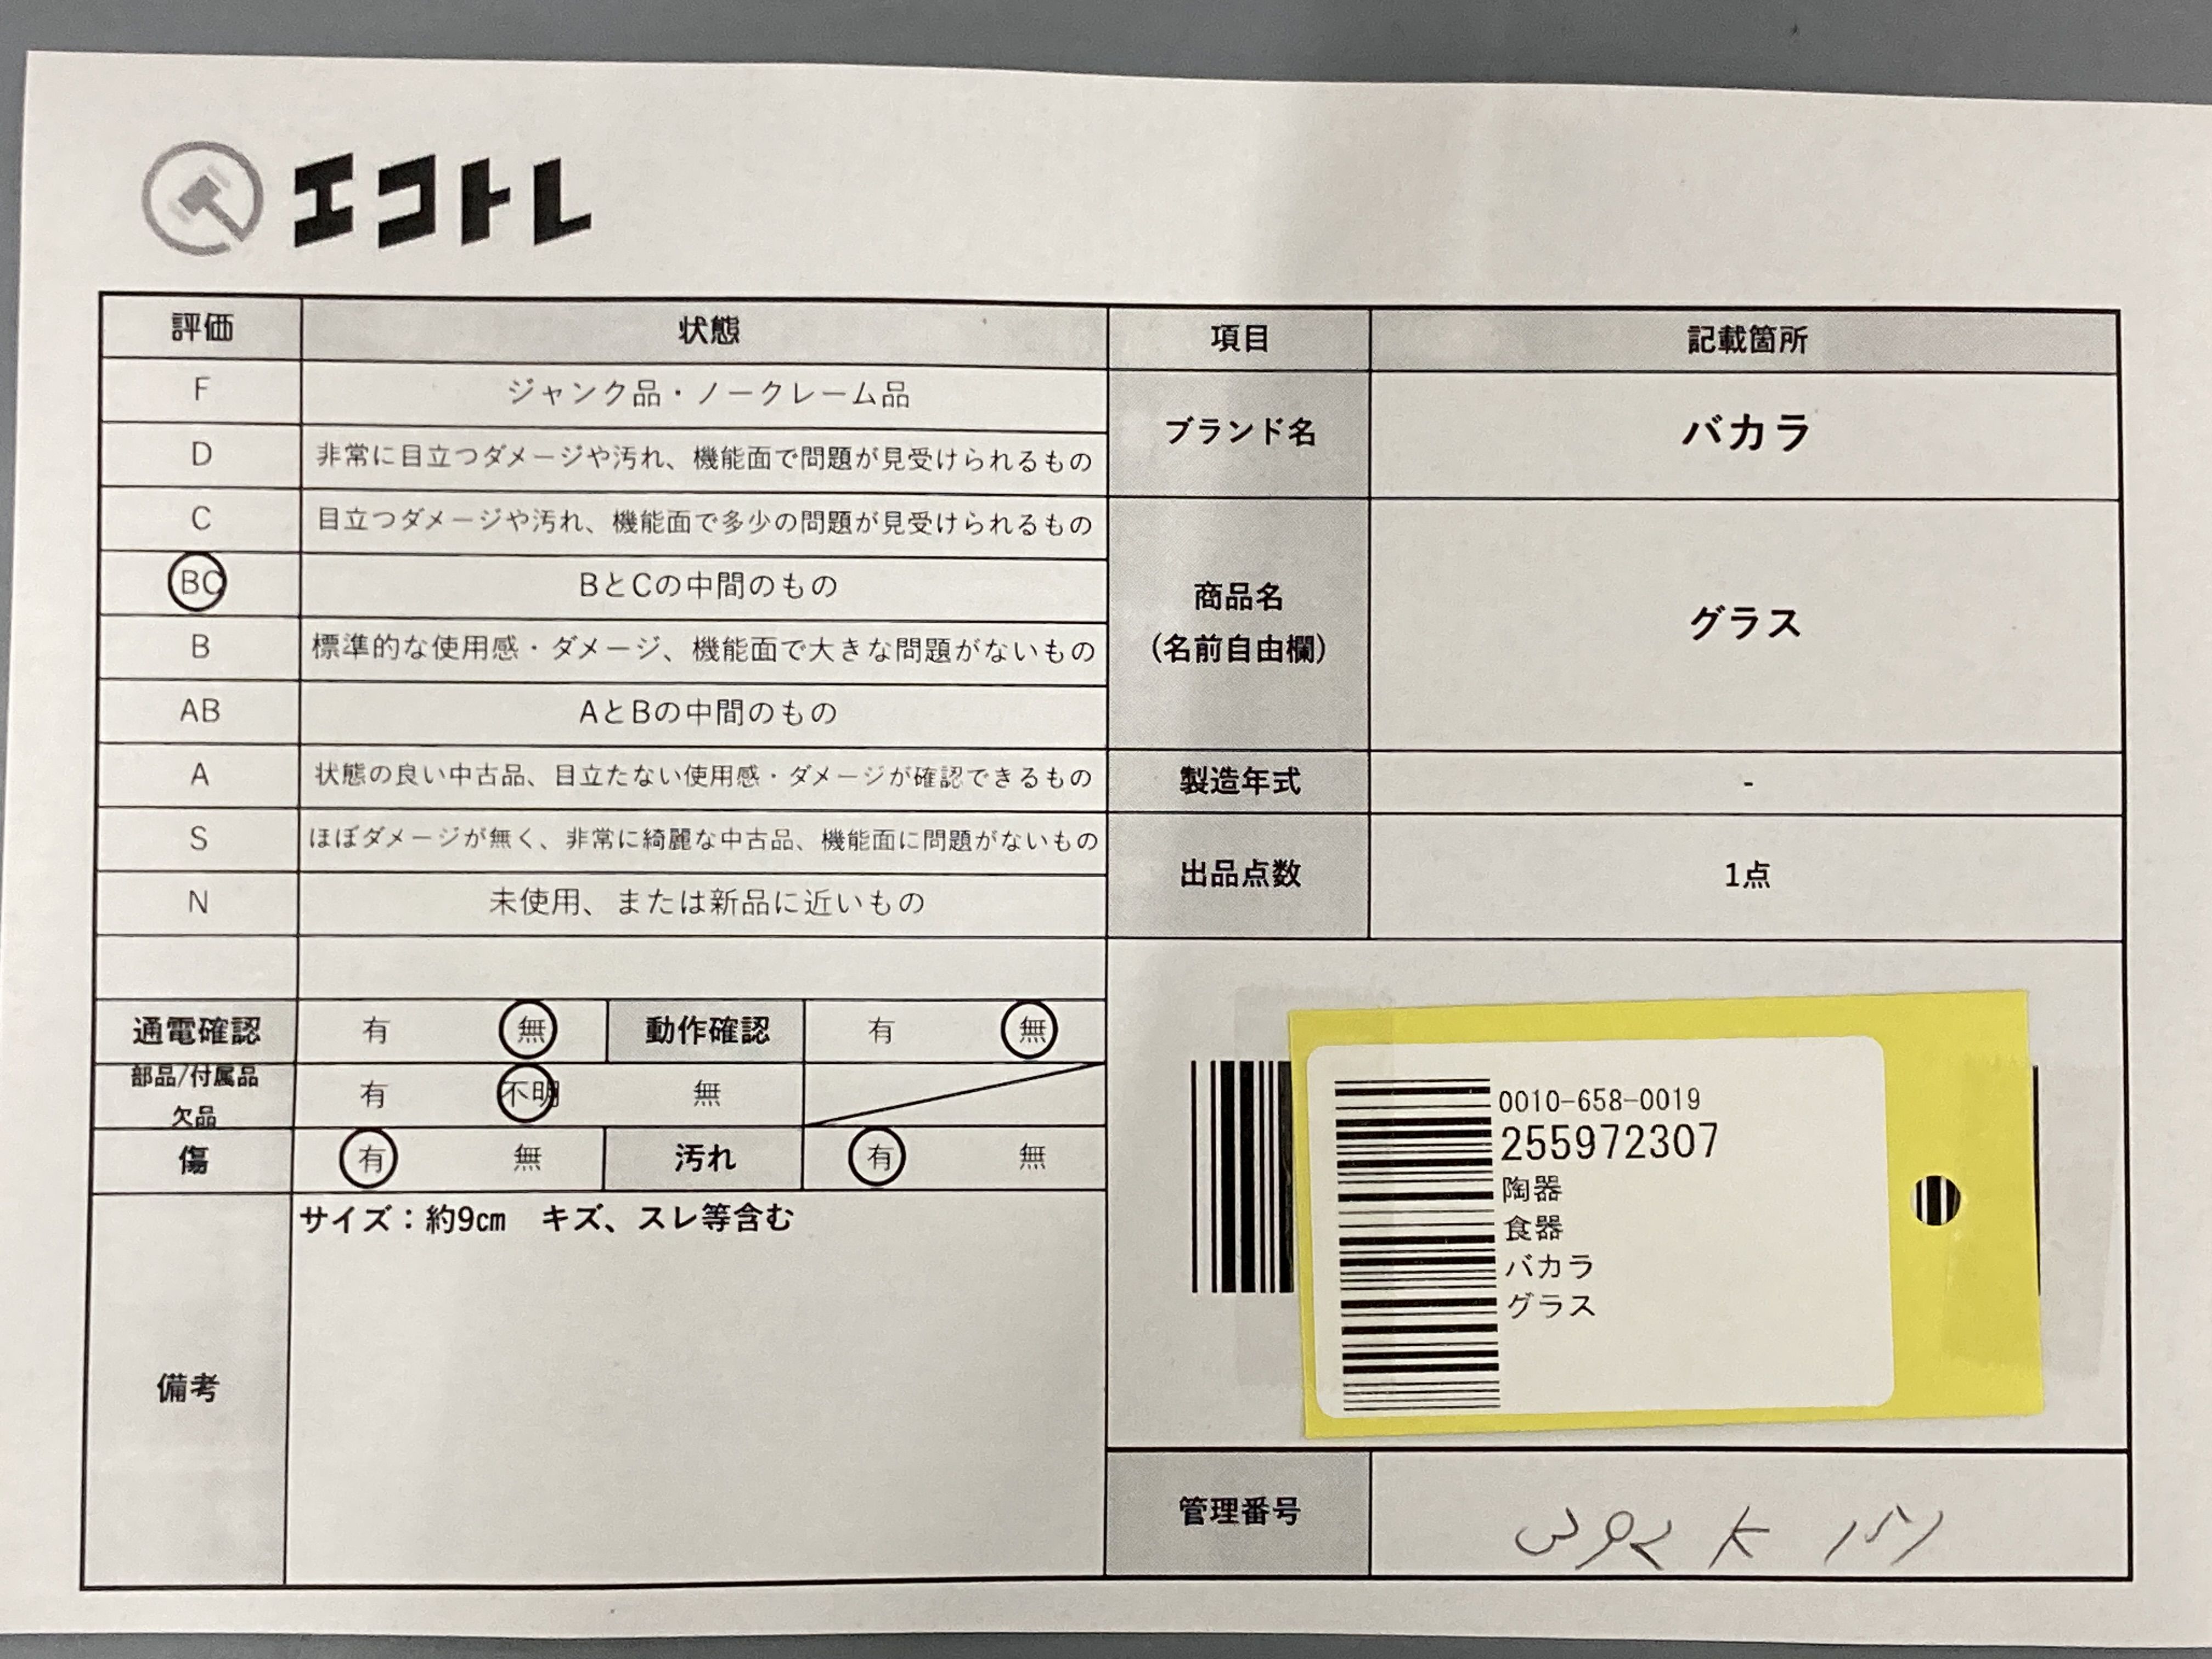 エコトレ
評価 状態
F ジャンク品・ノークレーム品
D 非常に目立つダメージや汚れ、機能面で問題が見受けられるもの
C 目立つダメージや汚れ、機能面で多少の問題が見受けられるもの
BC BとCの中間のもの
B 標準的な使用感・ダメージ、機能面で大きな問題がないもの
AB AとBの中間のもの
A 状態の良い中古品、目立たない使用感・ダメージが確認できるもの
S ほぼダメージが無く、非常に綺麗な中古品、機能面に問題がないもの
N 未使用、または新品に近いもの
通電確認 有 無 動作確認 有 無
部品/付属品
欠品 有 不明 無
傷 有 無 汚れ 有 無
備考 サイズ：約9㎝ キズ、スレ等含む
項目 記載箇所
ブランド名 バカラ
商品名
（名前自由欄） グラス
製造年式 -
出品点数 1点
0010-658-0019
255972307
陶器
食器
バカラ
グラス
管理番号